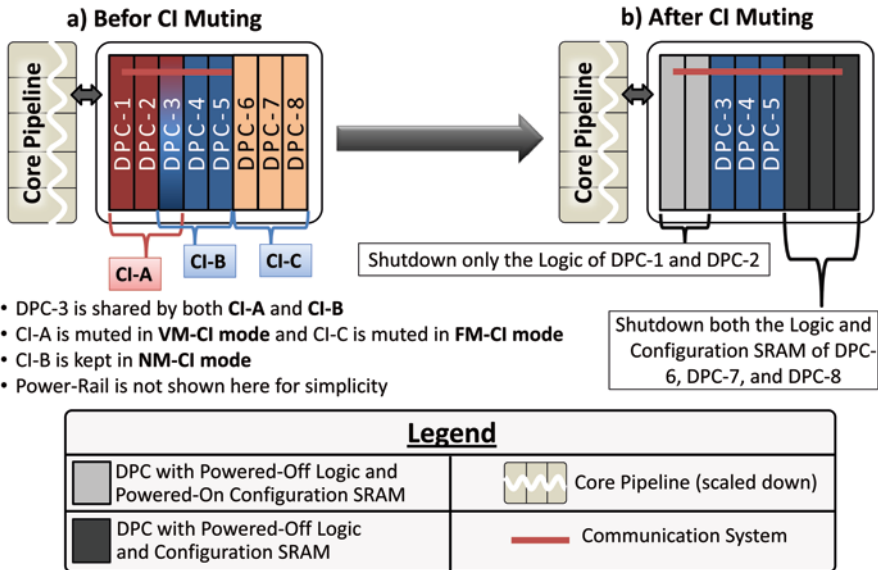 a) Befor CI Muting
b) After CI Muting
Core Pipeline
DPC-1
DPC-2
DPC-3
DPC-4
DPC-5
DPC-6
DPC-7
DPC-8
Core Pipeline
DPC-3
DPC-4
DPC-5
CI-A
CI-B
CI-C
Shutdown only the Logic of DPC-1 and DPC-2
• DPC-3 is shared by both CI-A and CI-B
• CI-A is muted in VM-CI mode and CI-C is muted in FM-CI mode
• CI-B is kept in NM-CI mode
• Power-Rail is not shown here for simplicity
Shutdown both the Logic and
Configuration SRAM of DPC-
6, DPC-7, and DPC-8
Legend
DPC with Powered-Off Logic and
Powered-On Configuration SRAM
Core Pipeline (scaled down)
DPC with Powered-Off Logic
and Configuration SRAM
Communication System